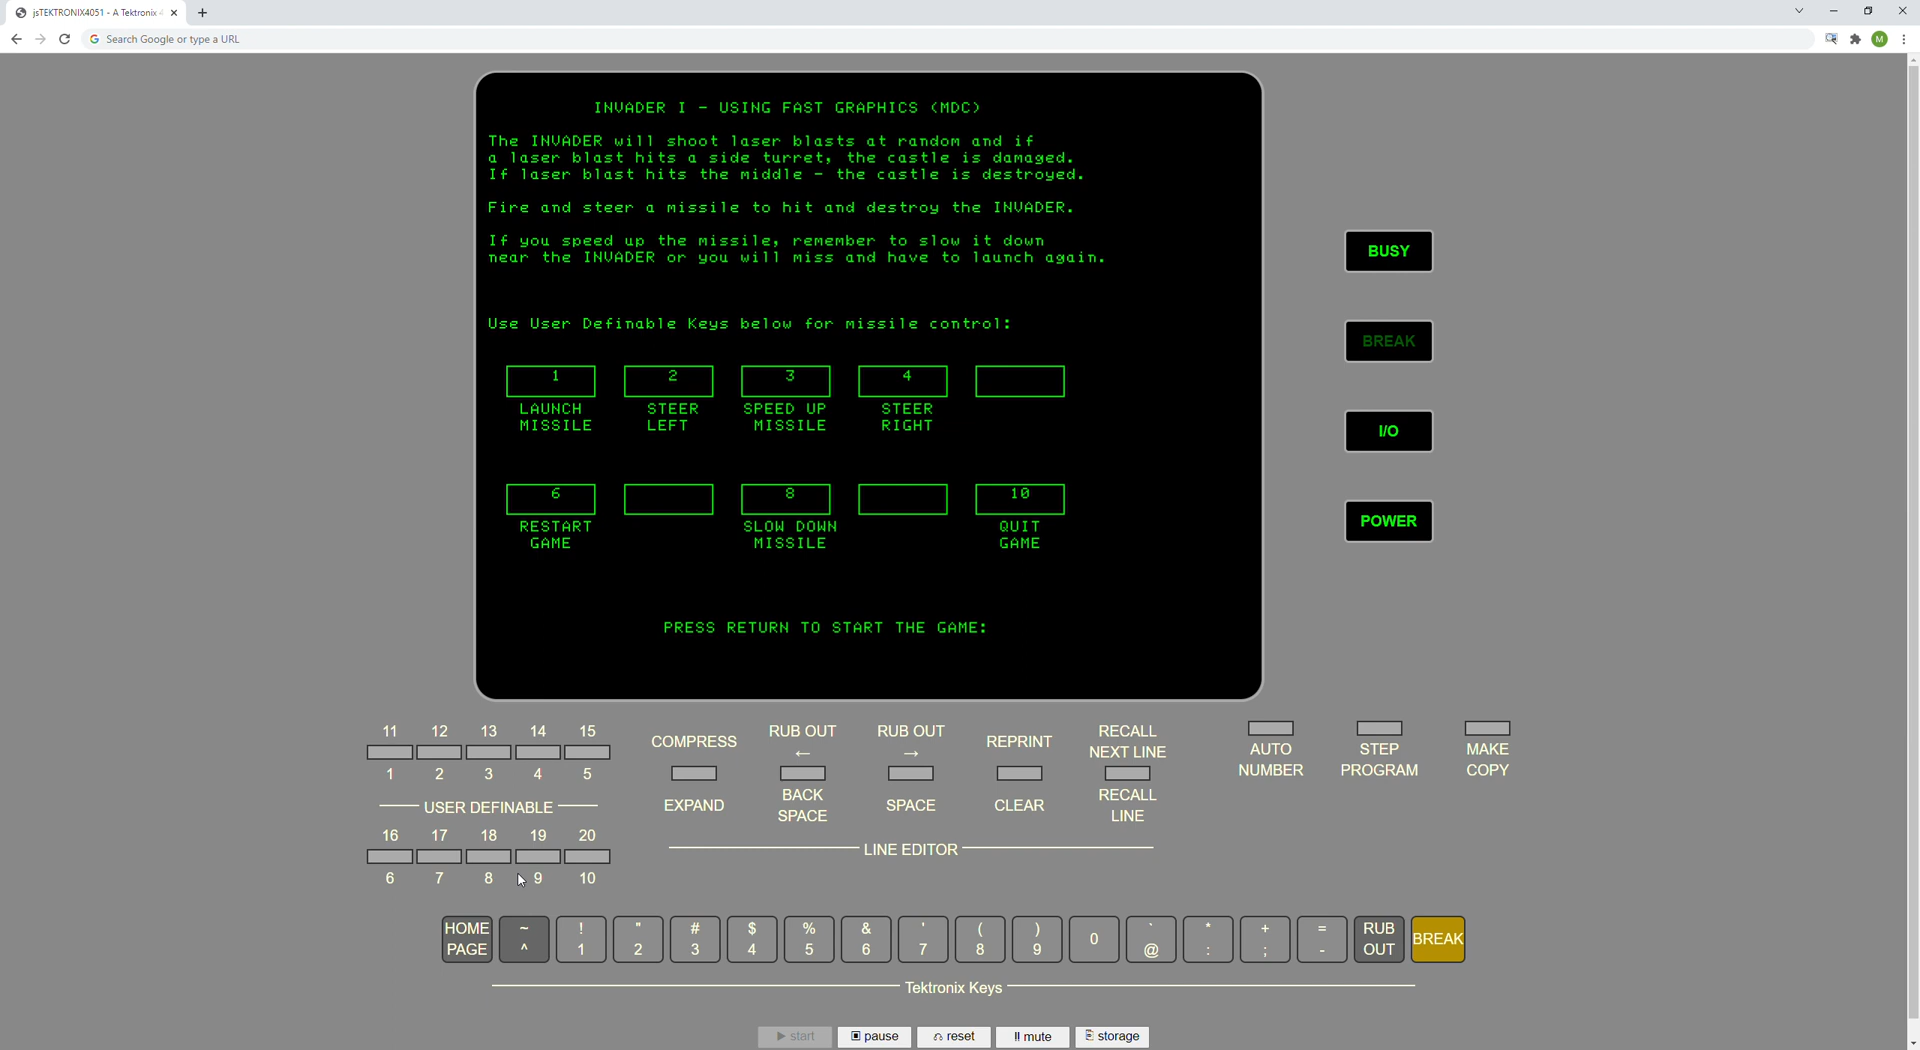 jsTEKTRONIX4051 - A Tektronix
Search Google or type a URL
M
INVADER I - USING FAST GRAPHICS (MDC)
The INVADER will shoot laser blasts at random and if
a laser blast hits a side turret, the castle is damaged.
If laser blast hits the middle - the castle is destroyed.
Fire and steer a missile to hit and destroy the INVADER.
If you speed up the missile, remember to slow it down
near the INVADER or you will miss and have to launch again.
Use User Definable Keys below for missile control:
1 2 3 4
LAUNCH STEER SPEED UP STEER
MISSILE LEFT MISSILE RIGHT
6 8 10
RESTART SLOW DOWN QUIT
GAME MISSILE GAME
PRESS RETURN TO START THE GAME:
BUSY
BREAK
I/O
POWER
11 12 13 14 15
1 2 3 4 5
USER DEFINABLE
16 17 18 19 20
6 7 8 9 10
COMPRESS
EXPAND
RUB OUT
←
BACK
SPACE
RUB OUT
→
SPACE
REPRINT
CLEAR
RECALL
NEXT LINE
RECALL
LINE
LINE EDITOR
AUTO
NUMBER
STEP
PROGRAM
MAKE
COPY
HOME ~ ! " # $ % & ' ( ) 0 ` * + = RUB BREAK
PAGE ^ 1 2 3 4 5 6 7 8 9 @ : ; - OUT
Tektronix Keys
start pause reset mute storage